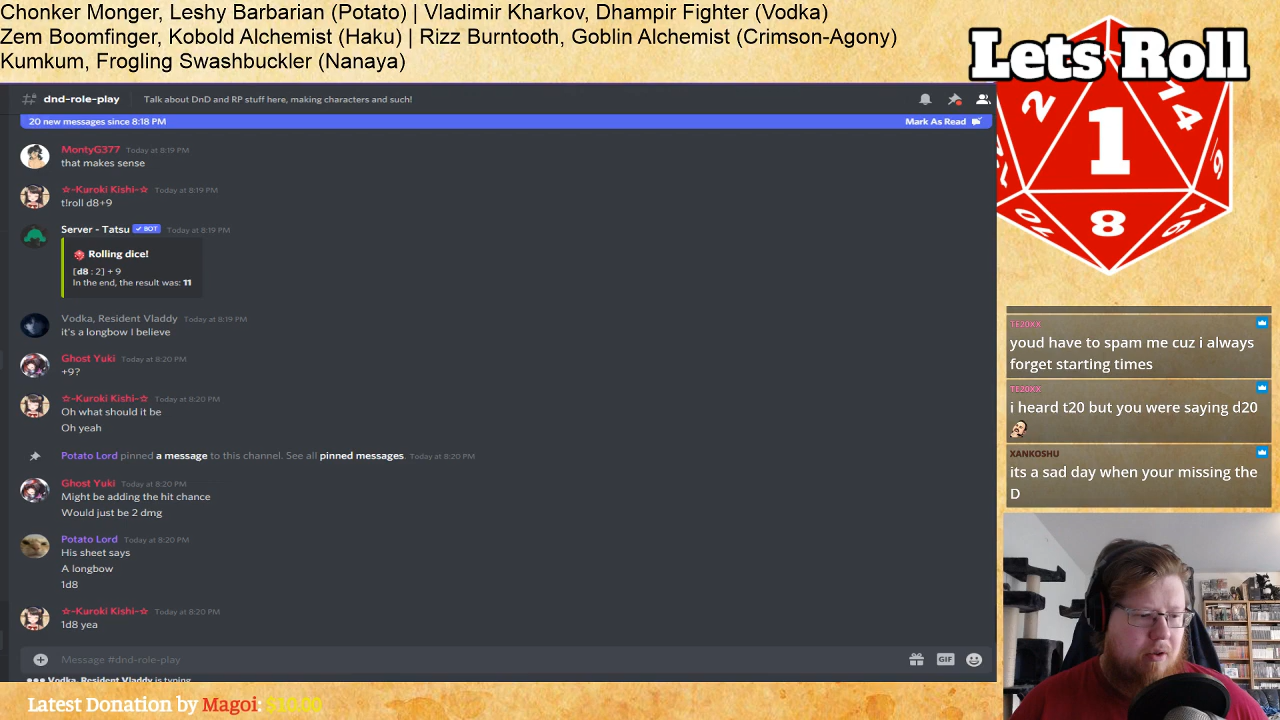 Chonker Monger, Leshy Barbarian (Potato) | Vladimir Kharkov, Dhampir Fighter (Vodka)
Zem Boomfinger, Kobold Alchemist (Haku) | Rizz Burntooth, Goblin Alchemist (Crimson-Agony)
Kumkum, Frogling Swashbuckler (Nanaya)
Lets Roll
2
14
1
9
8
20
16
dnd-role-play Talk about DnD and RP stuff here, making characters and such!
20 new messages since 8:18 PM Mark As Read
MontyG377 Today at 8:19 PM
that makes sense
☆~Kuroki Kishi~☆ Today at 8:19 PM
t!roll d8+9
Server - Tatsu ✓ BOT Today at 8:19 PM
Rolling dice!
[d8 : 2] + 9
In the end, the result was: 11
Vodka, Resident Vladdy Today at 8:19 PM
it's a longbow I believe
Ghost Yuki Today at 8:20 PM
+9?
☆~Kuroki Kishi~☆ Today at 8:20 PM
Oh what should it be
Oh yeah
Potato Lord pinned a message to this channel. See all pinned messages. Today at 8:20 PM
Ghost Yuki Today at 8:20 PM
Might be adding the hit chance
Would just be 2 dmg
Potato Lord Today at 8:20 PM
His sheet says
A longbow
1d8
☆~Kuroki Kishi~☆ Today at 8:20 PM
1d8 yea
Message #dnd-role-play GIF
Vodka, Resident Vladdy is typing
TE20XX
youd have to spam me cuz i always
forget starting times
TE20XX
i heard t20 but you were saying d20
XANKOSHU
its a sad day when your missing the
D
Latest Donation by Magoi: $10.00